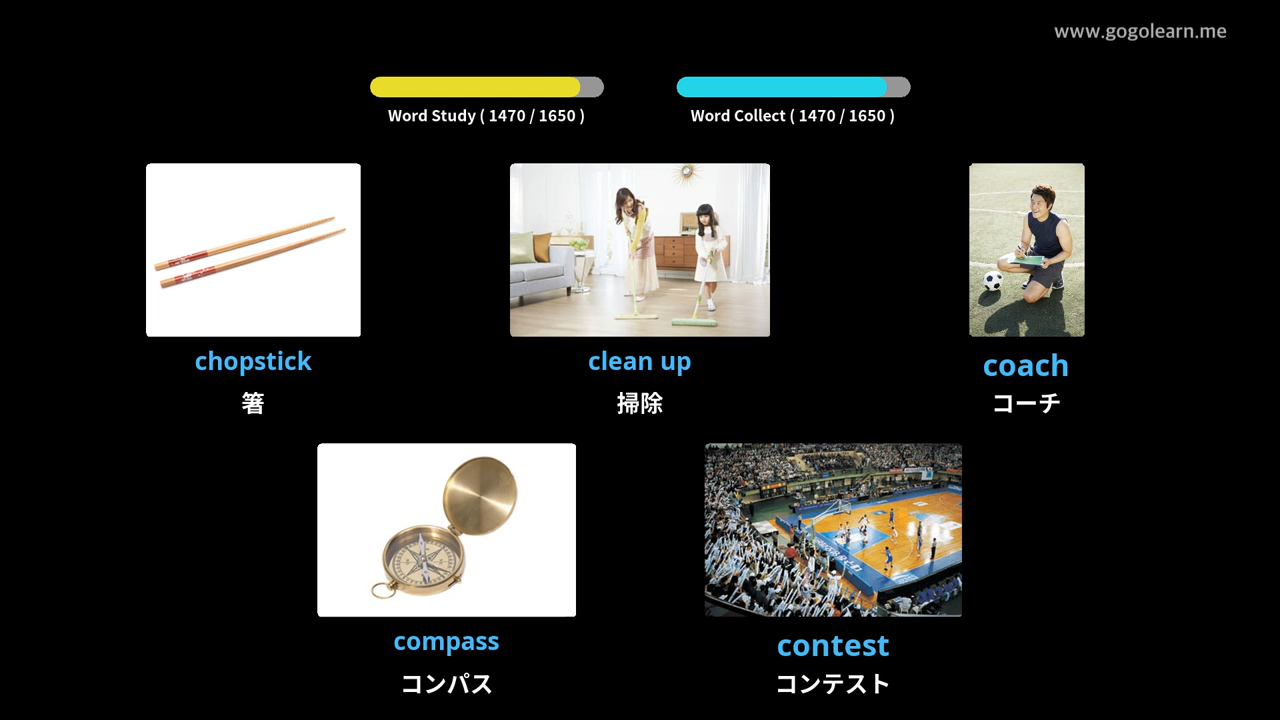 www.gogolearn.me
Word Study ( 1470 / 1650 )
Word Collect ( 1470 / 1650 )
chopstick
箸
clean up
掃除
coach
コーチ
compass
コンパス
contest
コンテスト